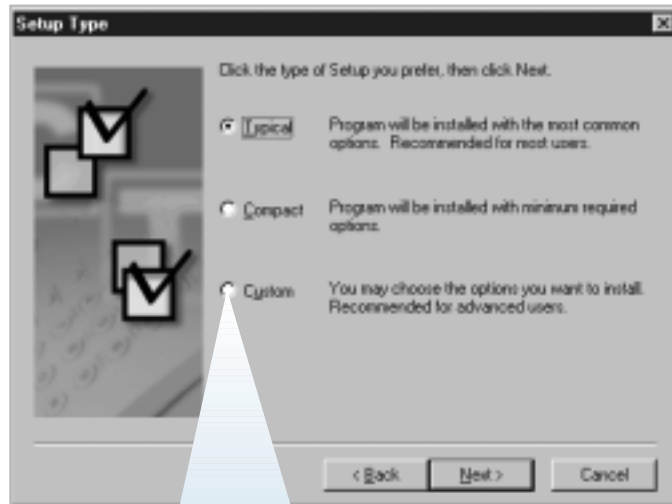 Setup Type
Click the type of Setup you prefer, then click Next.
Typical
Program will be installed with the most common
options. Recommended for most users.
Compact
Program will be installed with minimum required
options.
Custom
You may choose the options you want to install.
Recommended for advanced users.
< Back
Next >
Cancel